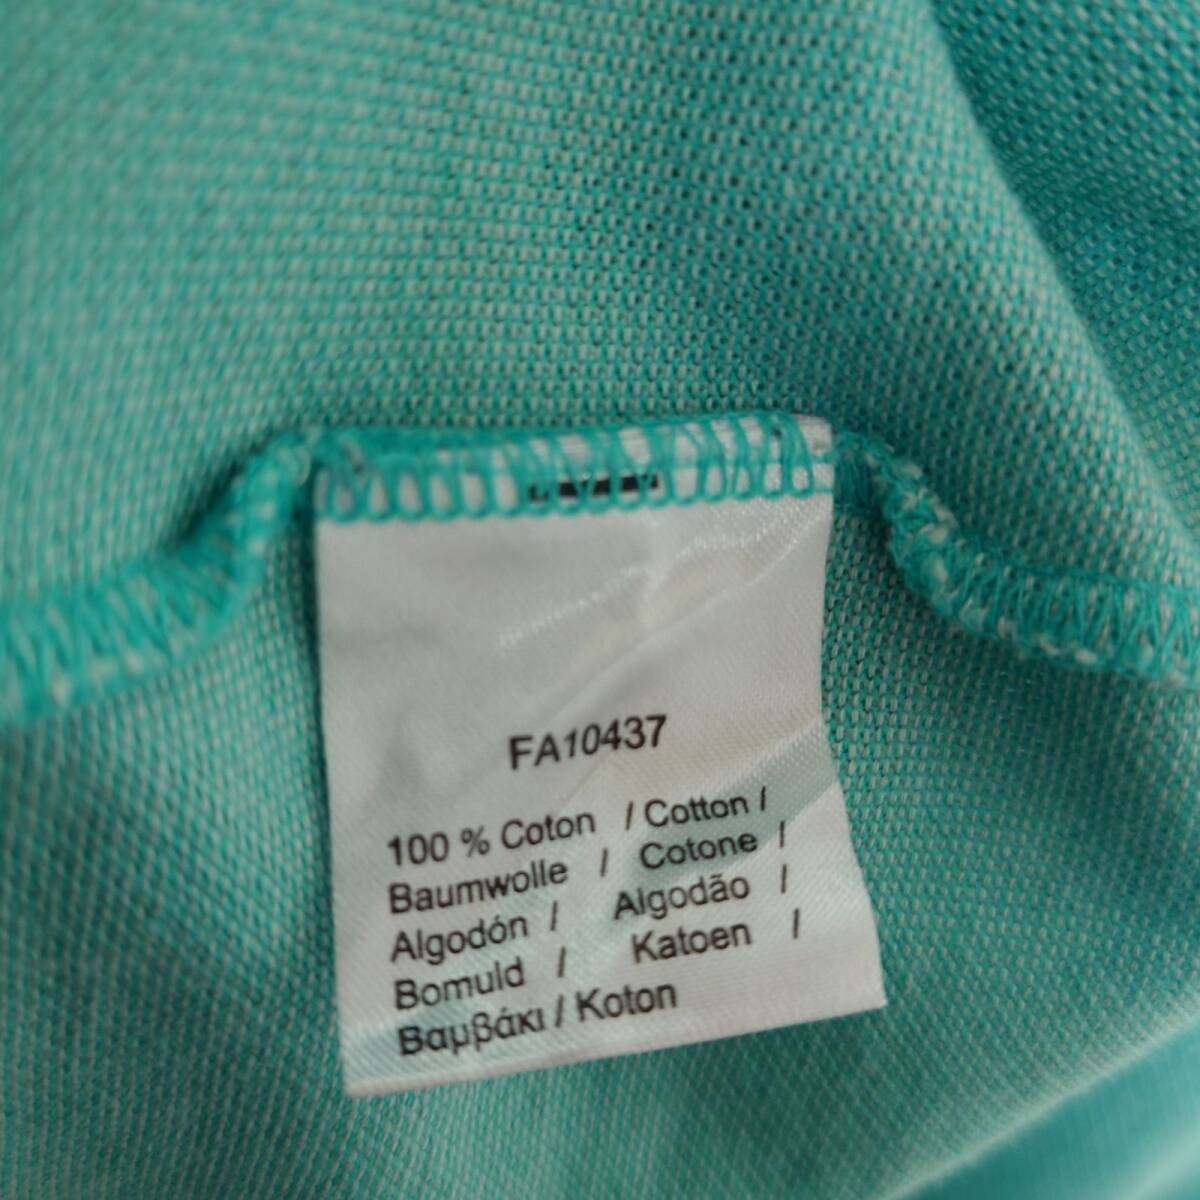 FA10437
100 % Coton / Cotton /
Baumwolle / Cotone /
Algodón / Algodão /
Bomuld / Katoen /
Βαμβάκι / Koton